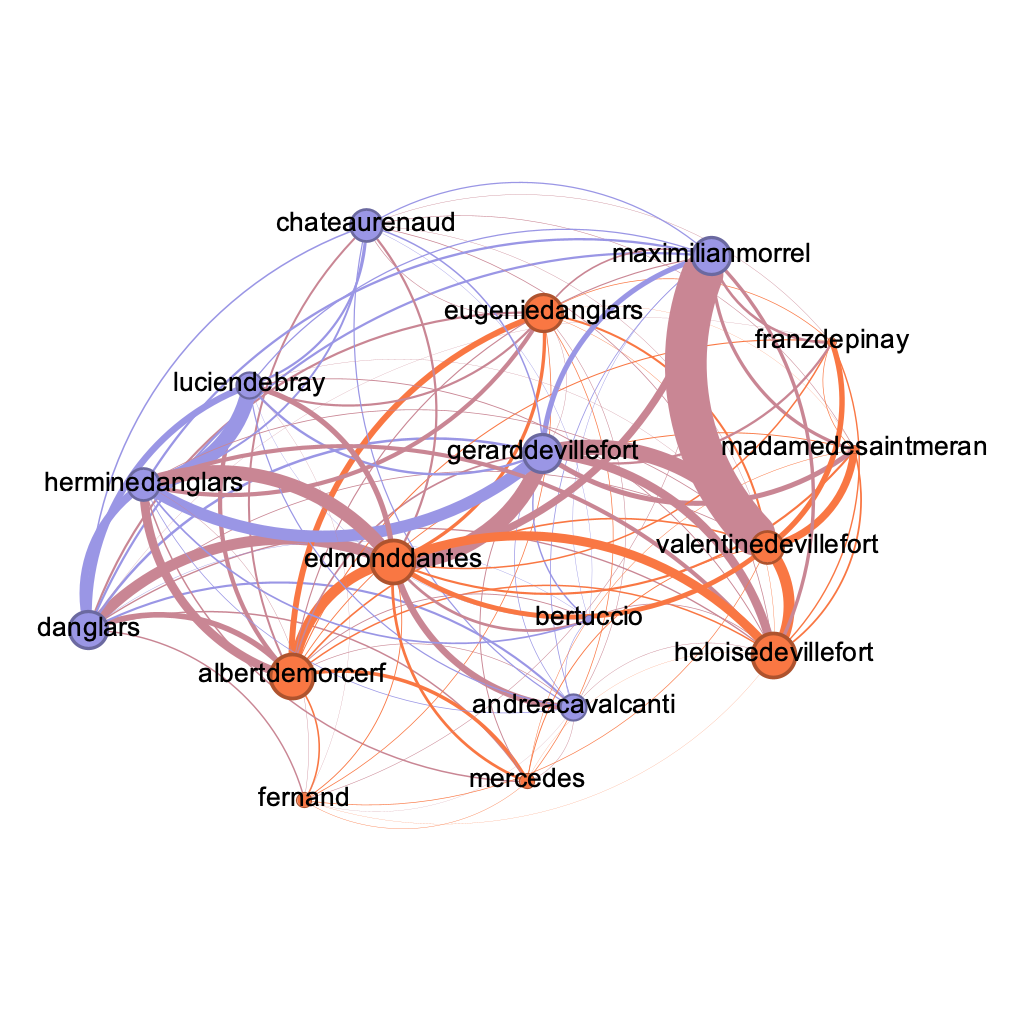 chateaurenaud
maximilianmorrel
eugeniedanglars
franzdepinay
luciendebray
gerarddevillefort
madamedesaintmeran
herminedanglars
valentinedevillefort
edmonddantes
bertuccio
danglars
heloisedevillefort
albertdemorcerf
andreacavalcanti
mercedes
fernand